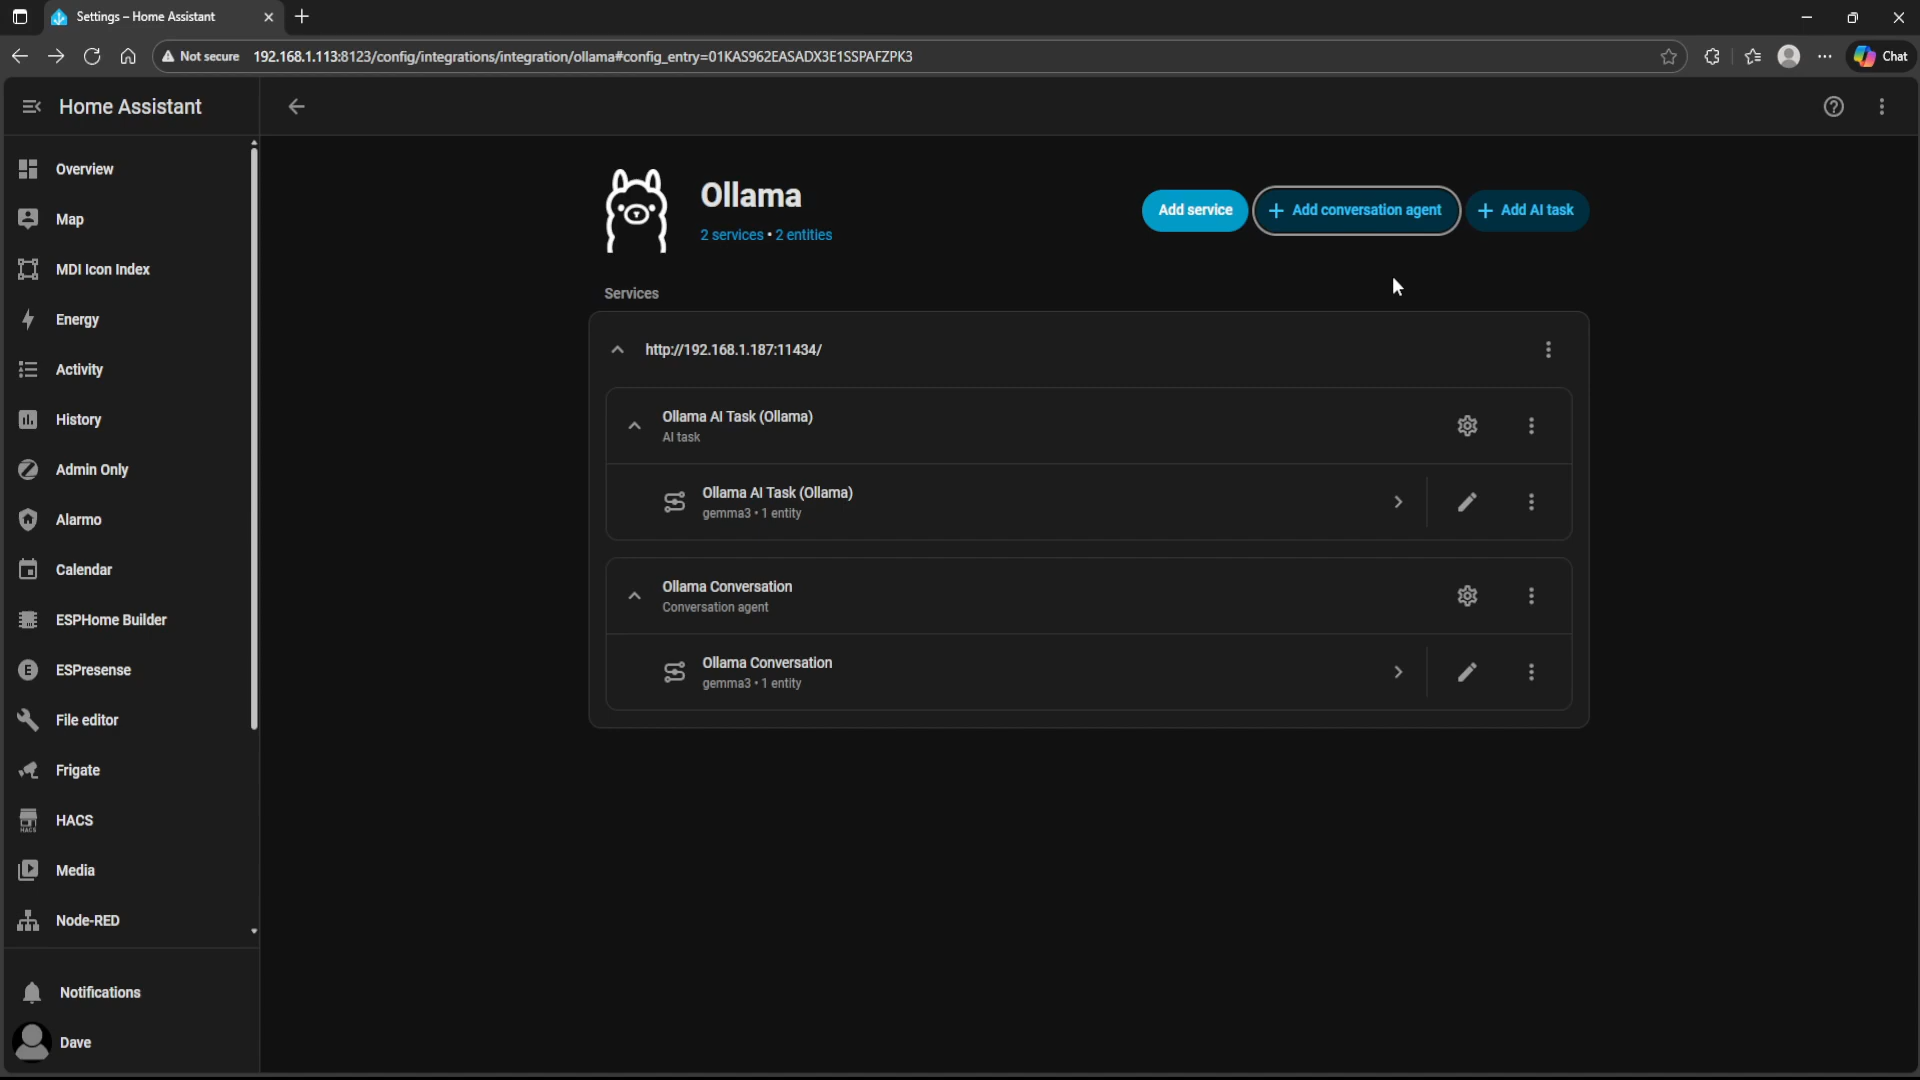 Settings – Home Assistant
Not secure 192.168.1.113:8123/config/integrations/integration/ollama#config_entry=01KAS962EASADX3E1SSPAFZPK3
Chat
Home Assistant
Overview
Map
MDI Icon Index
Energy
Activity
History
Admin Only
Alarmo
Calendar
ESPHome Builder
E
ESPresense
File editor
Frigate
HACS
HACS
Media
Node-RED
Notifications
Dave
Ollama
2 services • 2 entities
Add service
Add conversation agent
Add AI task
Services
http://192.168.1.187:11434/
Ollama AI Task (Ollama)
AI task
Ollama AI Task (Ollama)
gemma3 • 1 entity
Ollama Conversation
Conversation agent
Ollama Conversation
gemma3 • 1 entity